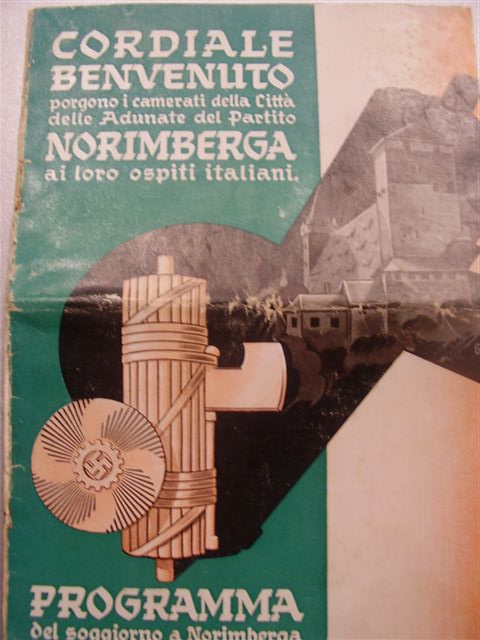 CORDIALE
BENVENUTO
porgono i camerati della Città
delle Adunate del Partito
NORIMBERGA
ai loro ospiti italiani.
PROGRAMMA
del soggiorno a Norimberga